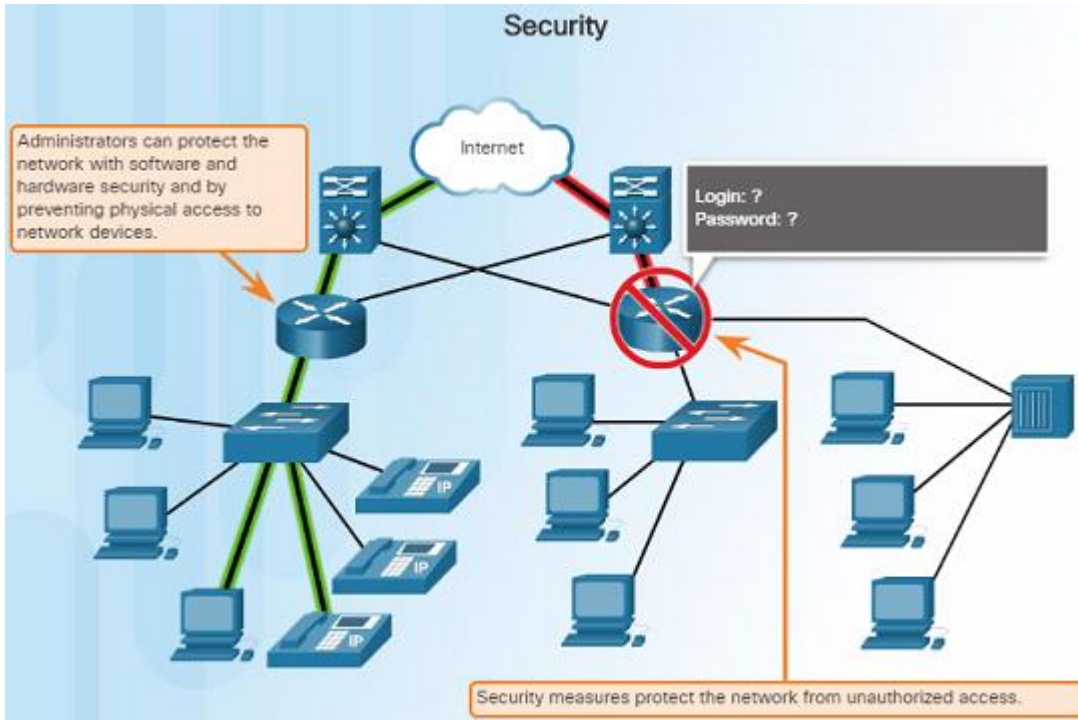 Security
Administrators can protect the
network with software and
hardware security and by
preventing physical access to
network devices.
Internet
Login: ?
Password: ?
IP
IP
IP
Security measures protect the network from unauthorized access.